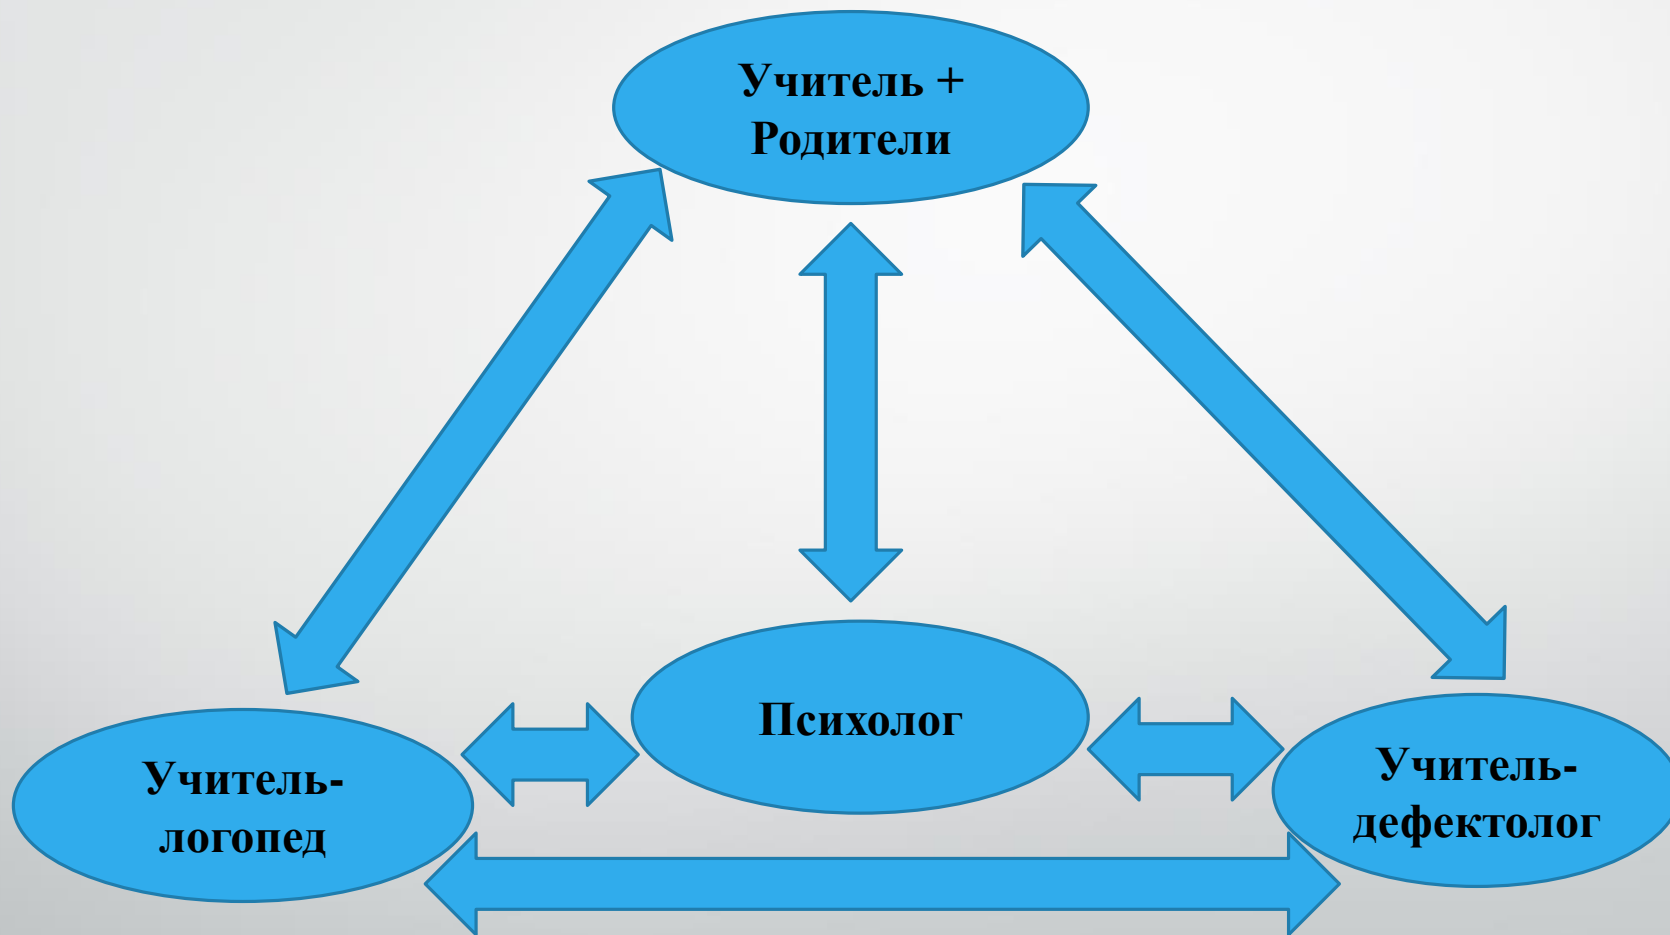 Учитель +
Родители
Психолог
Учитель-
логопед
Учитель-
дефектолог